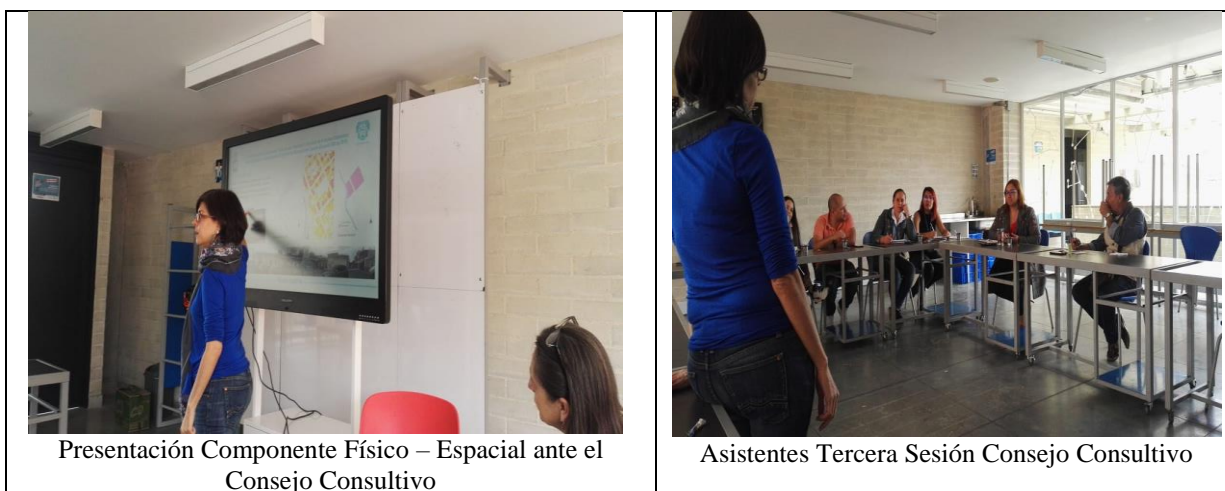 Presentación Componente Físico – Espacial ante el
Consejo Consultivo
Asistentes Tercera Sesión Consejo Consultivo